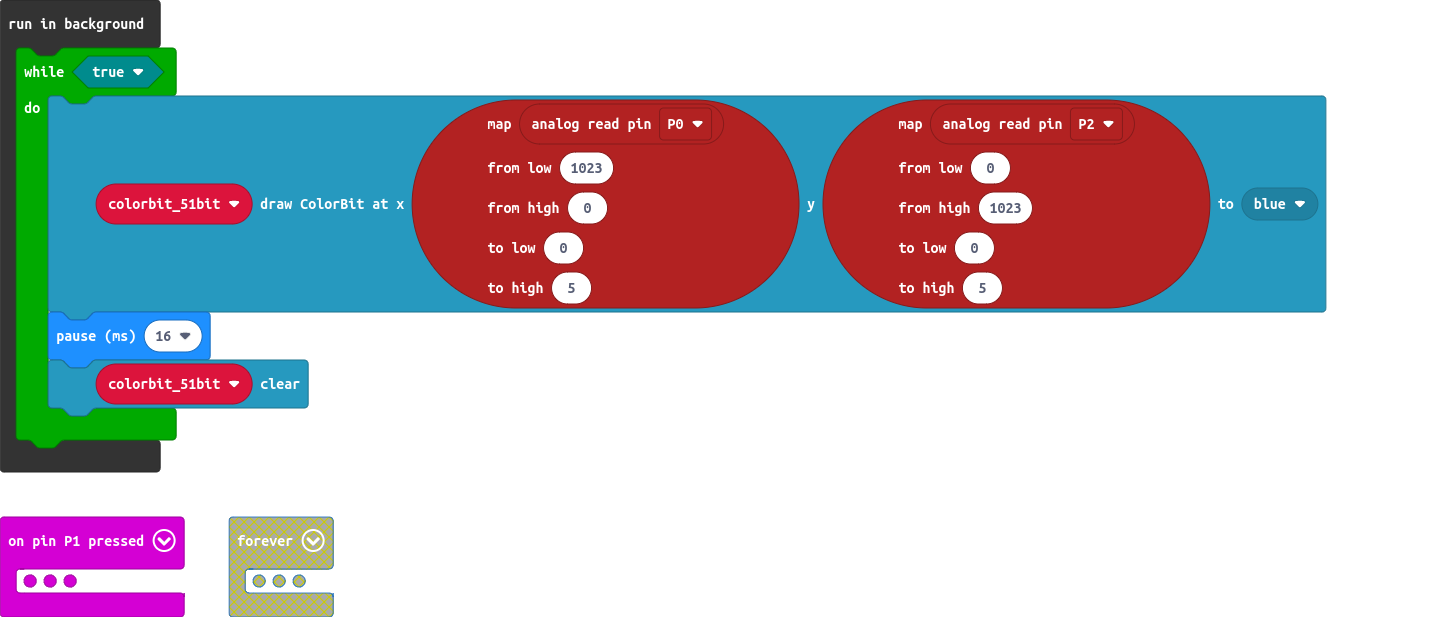 run in background
while true
do
map analog read pin P0 map analog read pin P2
from low 1023 from low 0
colorbit_51bit draw ColorBit at x from high 0 y from high 1023 to blue
to low 0 to low 0
to high 5 to high 5
pause (ms) 16
colorbit_51bit clear
on pin P1 pressed forever